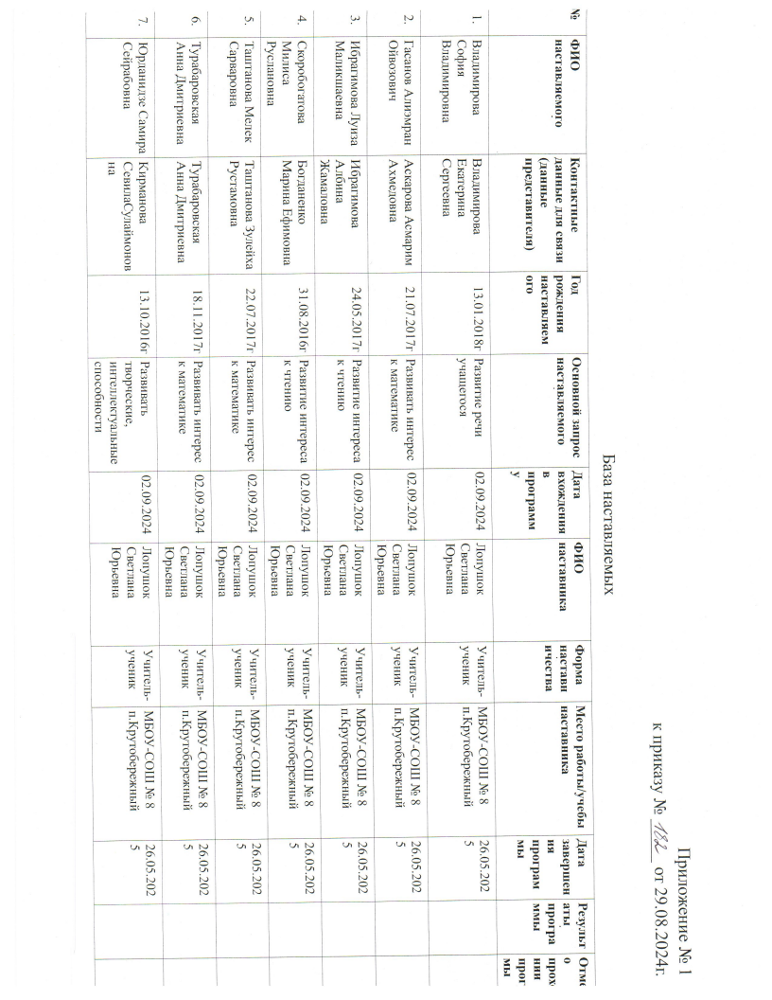 Приложение № 1
к приказу № 182 от 29.08.2024г.
База наставляемых
№
ФИО
наставляемого
Контактные
данные для связи
(данные
представителя)
Год
рождения
наставляем
ого
Основной запрос
наставляемого
Дата
вхождения
в
программ
у
ФИО
наставника
Форма
настави
ичества
Место работы/учебы
наставника
Дата
завершен
ия
програм
мы
Результ
аты
програ
ммы
о
нии
мы
1.
Владимирова
София
Владимировна
Владимирова
Екатерина
Сергеевна
13.01.2018г
Развитие речи
учащегося
02.09.2024
Лопушок
Светлана
Юрьевна
Учитель-
ученик
МБОУ-СОШ № 8
п.Крутобережный
26.05.202
5
2.
Гасанов Алиэмран
Ойвозович
Аскарова Асмарим
Ахмедовна
21.07.2017г
Развивать интерес
к математике
02.09.2024
Лопушок
Светлана
Юрьевна
Учитель-
ученик
МБОУ-СОШ № 8
п.Крутобережный
26.05.202
5
3.
Ибрагимова Луиза
Маликшаевна
Ибрагимова
Албина
Жамаловна
24.05.2017г
Развитие интереса
к чтению
02.09.2024
Лопушок
Светлана
Юрьевна
Учитель-
ученик
МБОУ-СОШ № 8
п.Крутобережный
26.05.202
5
4.
Скоробогатова
Милиса
Руслановна
Богданенко
Марина Ефимовна
31.08.2016г
Развитие интереса
к чтению
02.09.2024
Лопушок
Светлана
Юрьевна
Учитель-
ученик
МБОУ-СОШ № 8
п.Крутобережный
26.05.202
5
5.
Таштанова Мелек
Сарваровна
Таштанова Зулейха
Рустамовна
22.07.2017г
Развивать интерес
к математике
02.09.2024
Лопушок
Светлана
Юрьевна
Учитель-
ученик
МБОУ-СОШ № 8
п.Крутобережный
26.05.202
5
6.
Турабаровская
Анна Дмитриевна
Турабаровская
Анна Дмитриевна
18.11.2017г
Развивать интерес
к математике
02.09.2024
Лопушок
Светлана
Юрьевна
Учитель-
ученик
МБОУ-СОШ № 8
п.Крутобережный
26.05.202
5
7.
Юрданидзе Самира
Сейрабовна
Кирманова
СевилаСулаймонов
на
13.10.2016г
Развивать
творческие,
интеллектуальные
способности
02.09.2024
Лопушок
Светлана
Юрьевна
Учитель-
ученик
МБОУ-СОШ № 8
п.Крутобережный
26.05.202
5